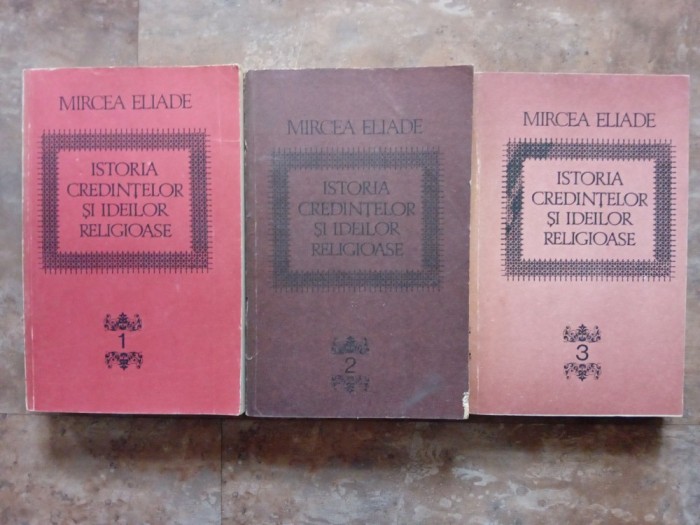 MIRCEA ELIADE
ISTORIA
CREDINȚELOR
ȘI IDEILOR
RELIGIOASE
1
MIRCEA ELIADE
ISTORIA
CREDINȚELOR
ȘI IDEILOR
RELIGIOASE
2
MIRCEA ELIADE
ISTORIA
CREDINȚELOR
ȘI IDEILOR
RELIGIOASE
3